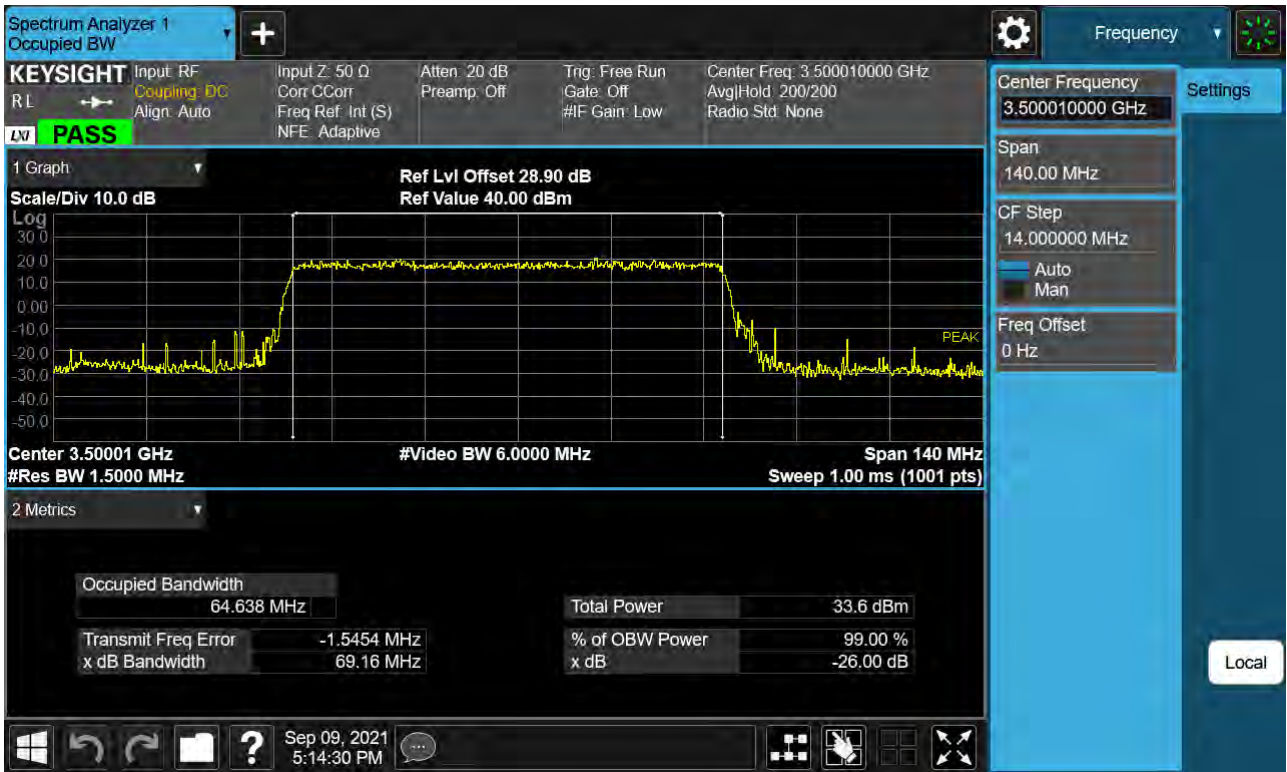 Spectrum Analyzer 1
Occupied BW
+
Frequency
KEYSIGHT
RL
LXI PASS
Input: RF
Coupling: DC
Align: Auto
Input Z: 50 Ω
Corr CCorr
Freq Ref: Int (S)
NFE: Adaptive
Atten: 20 dB
Preamp: Off
Trig: Free Run
Gate: Off
#IF Gain: Low
Center Freq: 3.500010000 GHz
Avg|Hold: 200/200
Radio Std: None
1 Graph
Scale/Div 10.0 dB
Ref Lvl Offset 28.90 dB
Ref Value 40.00 dBm
Log
30.0
20.0
10.0
0.00
-10.0
-20.0
-30.0
-40.0
-50.0
PEAK
Center 3.50001 GHz
#Res BW 1.5000 MHz
#Video BW 6.0000 MHz
Span 140 MHz
Sweep 1.00 ms (1001 pts)
2 Metrics
Occupied Bandwidth
64.638 MHz
Transmit Freq Error -1.5454 MHz
x dB Bandwidth 69.16 MHz
Total Power 33.6 dBm
% of OBW Power 99.00 %
x dB -26.00 dB
Center Frequency
3.500010000 GHz
Span
140.00 MHz
CF Step
14.000000 MHz
Auto
Man
Freq Offset
0 Hz
Settings
Local
?
Sep 09, 2021
5:14:30 PM